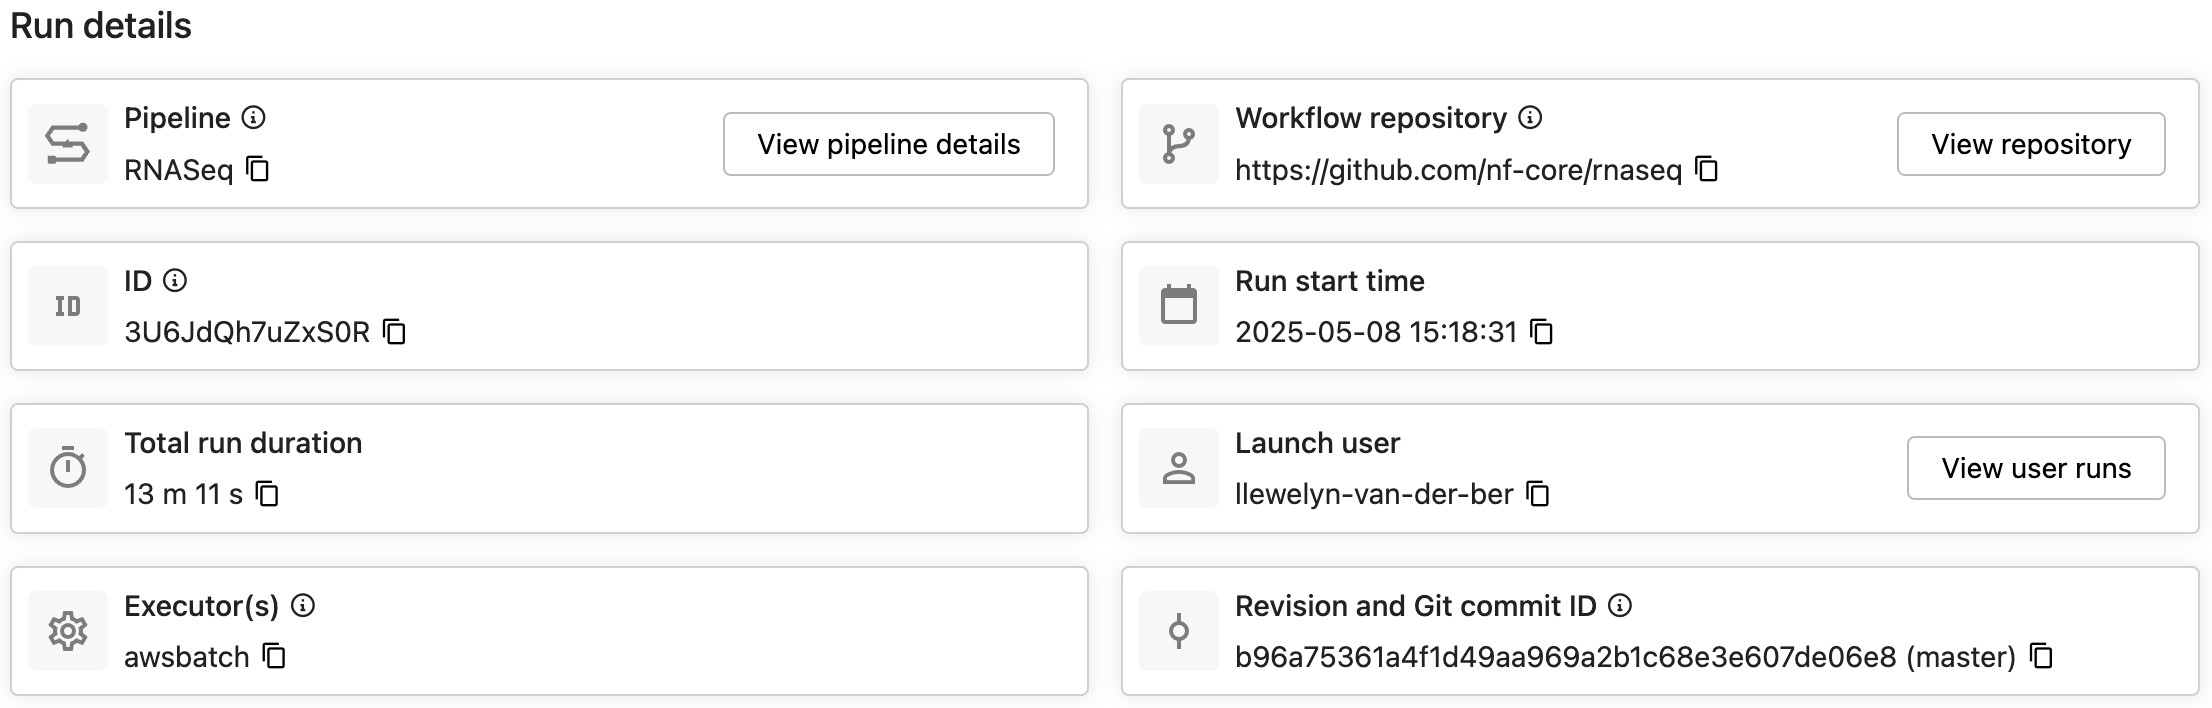 Run details
Pipeline
RNASeq
View pipeline details
Workflow repository
https://github.com/nf-core/rnaseq
View repository
ID
ID
3U6JdQh7uZxS0R
Run start time
2025-05-08 15:18:31
Total run duration
13 m 11 s
Launch user
llewelyn-van-der-ber
View user runs
Executor(s)
awsbatch
Revision and Git commit ID
b96a75361a4f1d49aa969a2b1c68e3e607de06e8 (master)